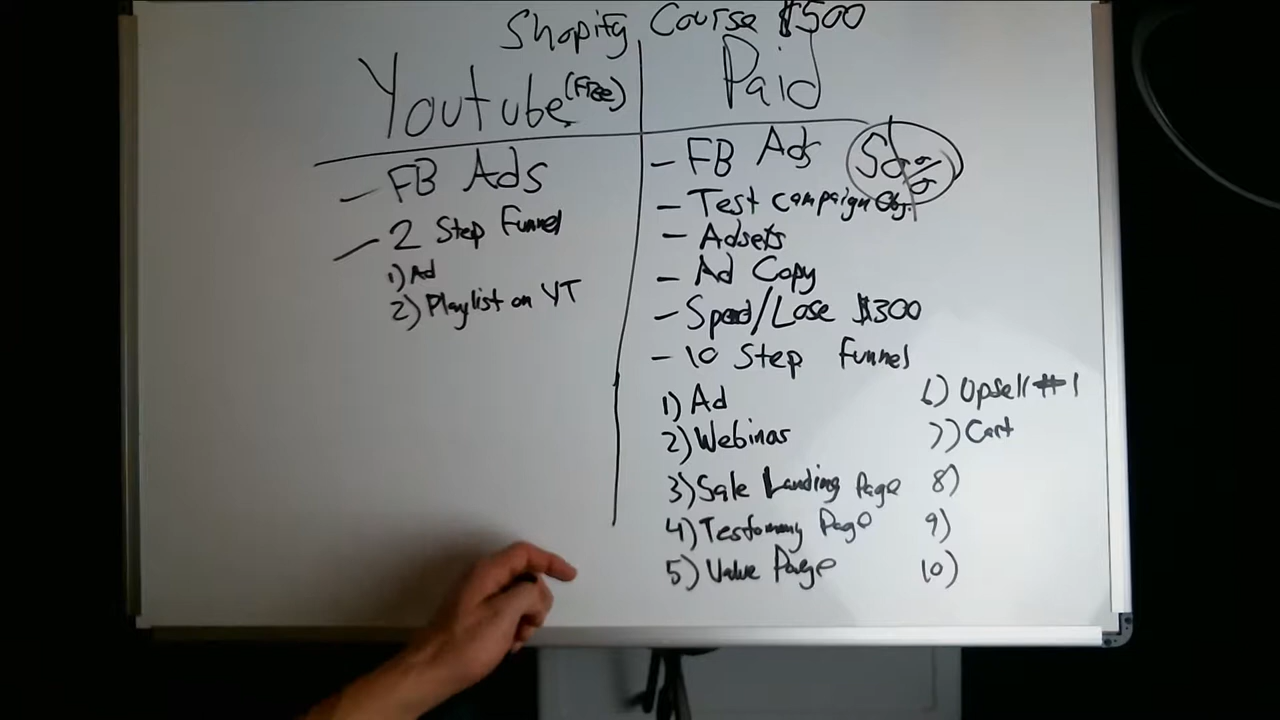 Shopify Course $500
Youtube (Free)
- FB Ads
- 2 Step Funnel
1) Ad
2) Playlist on YT
Paid
- FB Ads
- Test campaign Obj.
- Adsets
- Ad Copy
- Spend/Lose $300
- 10 Step Funnel
1) Ad
2) Webinar
3) Sale Landing Page
4) Testomony Page
5) Value Page
6) Upsell #1
7) Cart
8)
9)
10)